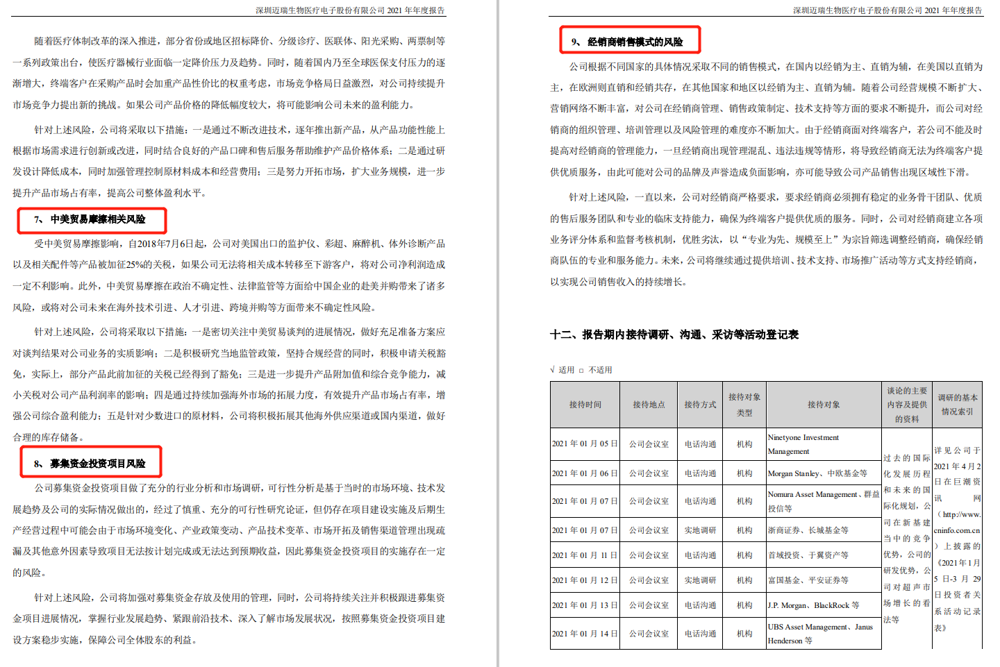 深圳迈瑞生物医疗电子股份有限公司 2021 年年度报告
随着医疗体制改革的深入推进，部分省份或地区招标降价、分级诊疗、医联体、阳光采购、两票制等
一系列政策出台，使医疗器械行业面临一定降价压力及趋势。同时，随着国内乃至全球医保支付压力的逐
渐增大，终端客户在采购产品时会加重产品性价比的权重考虑，市场竞争格局日益激烈，对公司持续提升
市场竞争力提出新的挑战。如果公司产品价格的降低幅度较大，将可能影响公司未来的盈利能力。
针对上述风险，公司将采取以下措施：一是通过不断改进技术，逐年推出新产品，从产品功能性能上
根据市场需求进行创新或改进，同时结合良好的产品口碑和售后服务帮助维护产品价格体系；二是通过研
发设计降低成本，同时加强管理控制原材料成本和经营费用；三是努力开拓市场，扩大业务规模，进一步
提升产品市场占有率，提高公司整体盈利水平。
7、 中美贸易摩擦相关风险
受中美贸易摩擦影响，自2018年7月6日起，公司对美国出口的监护仪、彩超、麻醉机、体外诊断产品
以及相关配件等产品被加征25%的关税，如果公司无法将相关成本转移至下游客户，将对公司净利润造成
一定不利影响。此外，中美贸易摩擦在政治不确定性、法律监管等方面给中国企业的赴美并购带来了诸多
风险，或将对公司未来在海外技术引进、人才引进、跨境并购等方面带来不确定性风险。
针对上述风险，公司将采取以下措施：一是密切关注中美贸易谈判的进展情况，做好充足准备方案应
对谈判结果对公司业务的实质影响；二是积极研究当地监管政策，坚持合规经营的同时，积极申请关税豁
免，实际上，部分产品此前加征的关税已经得到了豁免；三是进一步提升产品附加值和综合竞争能力，减
小关税对公司产品利润率的影响；四是通过持续加强海外市场的拓展力度，有效提升产品市场占有率，增
强公司综合盈利能力；五是针对少数进口的原材料，公司将积极拓展其他海外供应渠道或国内渠道，做好
合理的库存储备。
8、 募集资金投资项目风险
公司募集资金投资项目做了充分的行业分析和市场调研，可行性分析是基于当时的市场环境、技术发
展趋势及公司的实际情况做出的，经过了慎重、充分的可行性研究论证，但仍存在项目建设实施及后期生
产经营过程中可能会由于市场环境变化、产业政策变动、产品技术变革、市场开拓及销售渠道管理出现疏
漏及其他意外因素导致项目无法按计划完成或无法达到预期收益，因此募集资金投资项目的实施存在一定
的风险。
针对上述风险，公司将加强对募集资金存放及使用的管理，同时，公司将持续关注并积极跟进募集资
金项目进展情况，掌握行业发展趋势、紧跟前沿技术、深入了解市场发展状况，按照募集资金投资项目建
设方案稳步实施，保障公司全体股东的利益。
深圳迈瑞生物医疗电子股份有限公司 2021 年年度报告
9、 经销商销售模式的风险
公司根据不同国家的具体情况采取不同的销售模式，在国内以经销为主、直销为辅，在美国以直销为
主，在欧洲则直销和经销共存，在其他国家和地区以经销为主、直销为辅。随着公司经营规模不断扩大、
营销网络不断丰富，对公司在经销商管理、销售政策制定、技术支持等方面的要求不断提升，而公司对经
销商的组织管理、培训管理以及风险管理的难度亦不断加大。由于经销商面对终端客户，若公司不能及时
提高对经销商的管理能力，一旦经销商出现管理混乱、违法违规等情形，将导致经销商无法为终端客户提
供优质服务，由此可能对公司的品牌及声誉造成负面影响，亦可能导致公司产品销售出现区域性下滑。
针对上述风险，一直以来，公司对经销商严格要求，要求经销商必须拥有稳定的业务骨干团队、优质
的售后服务团队和专业的临床支持能力，确保为终端客户提供优质的服务。同时，公司对经销商建立各项
业务评分体系和监督考核机制，优胜劣汰，以“专业为先、规模至上”为宗旨筛选调整经销商，确保经销
商队伍的专业和服务能力。未来，公司将继续通过提供培训、技术支持、市场推广活动等方式支持经销商，
以实现公司销售收入的持续增长。
十二、报告期内接待调研、沟通、采访等活动登记表
√ 适用 □ 不适用
接待时间 接待地点 接待方式 接待对象类型 接待对象 谈论的主要内容及提供的资料 调研的基本情况索引
2021 年 01 月 05 日 公司会议室 电话沟通 机构 Ninetyone Investment Management
2021 年 01 月 06 日 公司会议室 电话沟通 机构 Morgan Stanley、中欧基金等
2021 年 01 月 07 日 公司会议室 电话沟通 机构 Nomura Asset Management、群益投信等
2021 年 01 月 07 日 公司会议室 实地调研 机构 浙商证券、长城基金等
2021 年 01 月 11 日 公司会议室 电话沟通 机构 首域投资、于翼资产等
2021 年 01 月 12 日 公司会议室 实地调研 机构 富国基金、平安证券等
2021 年 01 月 13 日 公司会议室 电话沟通 机构 J.P. Morgan、BlackRock 等
2021 年 01 月 14 日 公司会议室 电话沟通 机构 UBS Asset Management、Janus Henderson 等
过去的国际
化发展历程
和未来的国
际化规划，公
司在新基建
当中的竞争
优势，公司的
研发优势，公
司对超声市
场增长的看
法等
详见公司于
2021 年 4 月 2
日在巨潮资
讯网
（http://www.
cninfo.com.cn
）上披露的
《2021 年 1 月
5 日-3 月 29
日投资者关
系活动记录
表》